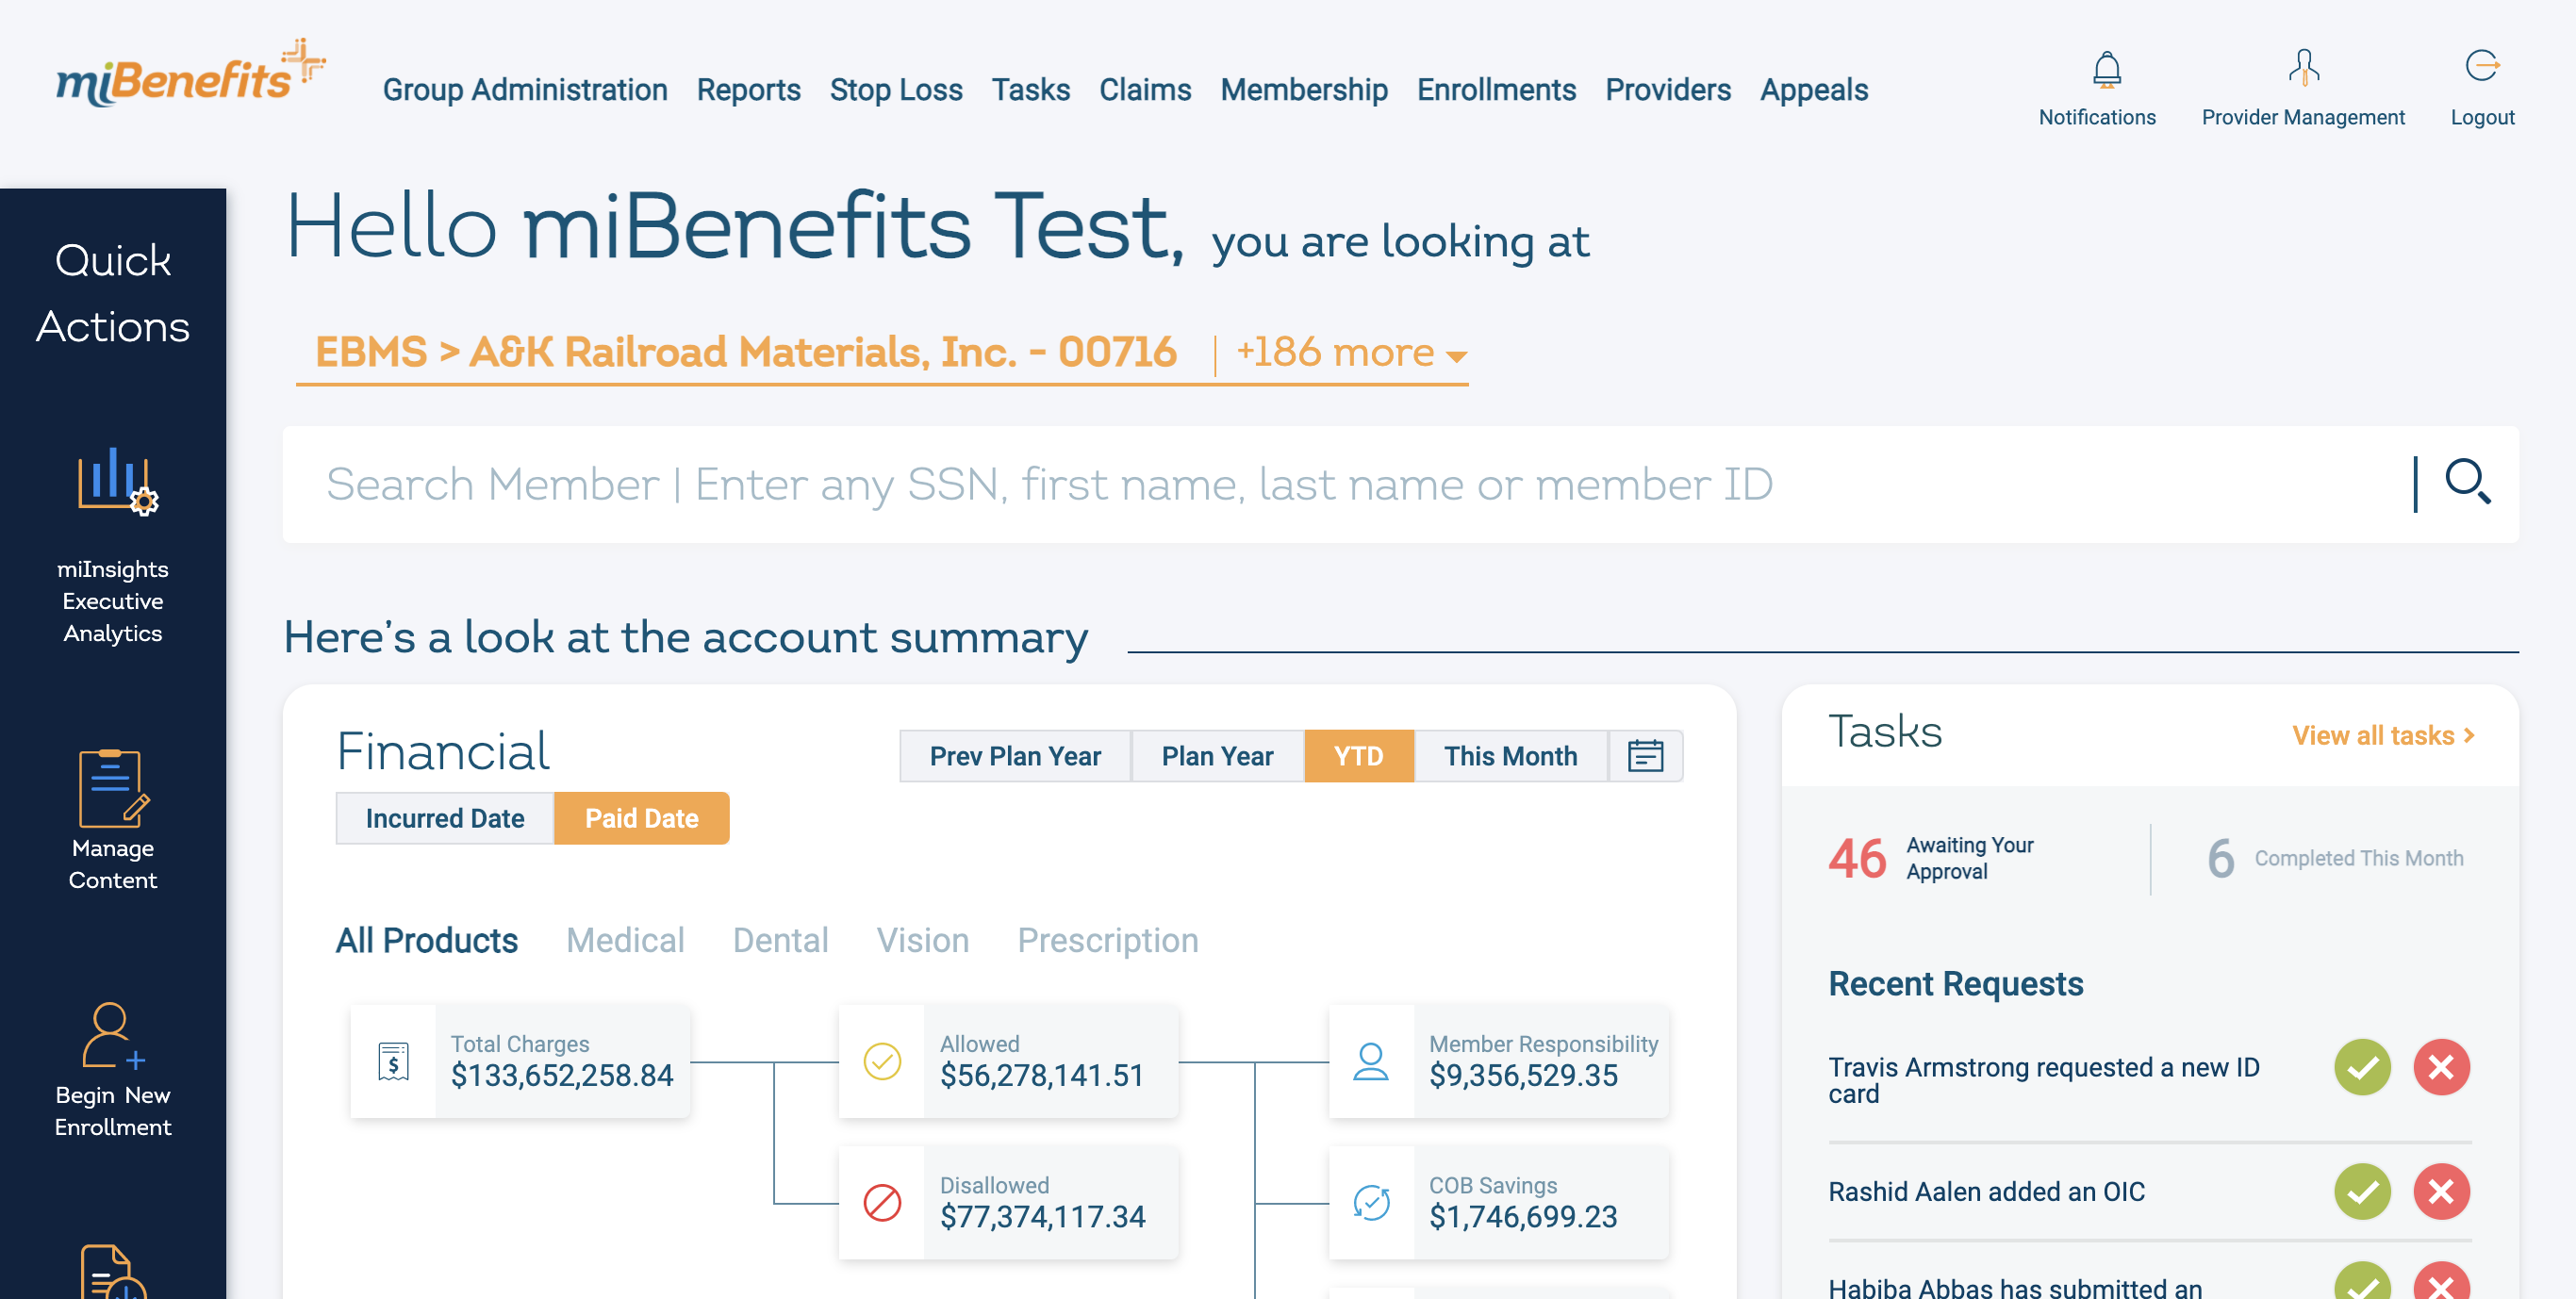 miBenefits
Group Administration Reports Stop Loss Tasks Claims Membership Enrollments Providers Appeals
Notifications
Provider Management
Logout
Quick
Actions
miInsights
Executive
Analytics
Manage
Content
Begin New
Enrollment
Hello miBenefits Test, you are looking at
EBMS > A&K Railroad Materials, Inc. - 00716 | +186 more
Search Member | Enter any SSN, first name, last name or member ID
Here's a look at the account summary
Financial
Prev Plan Year Plan Year YTD This Month
Incurred Date Paid Date
All Products Medical Dental Vision Prescription
$
Total Charges
$133,652,258.84
Allowed
$56,278,141.51
Member Responsibility
$9,356,529.35
Disallowed
$77,374,117.34
COB Savings
$1,746,699.23
Tasks
View all tasks >
46 Awaiting Your
Approval
6 Completed This Month
Recent Requests
Travis Armstrong requested a new ID
card
Rashid Aalen added an OIC
Habiba Abbas has submitted an